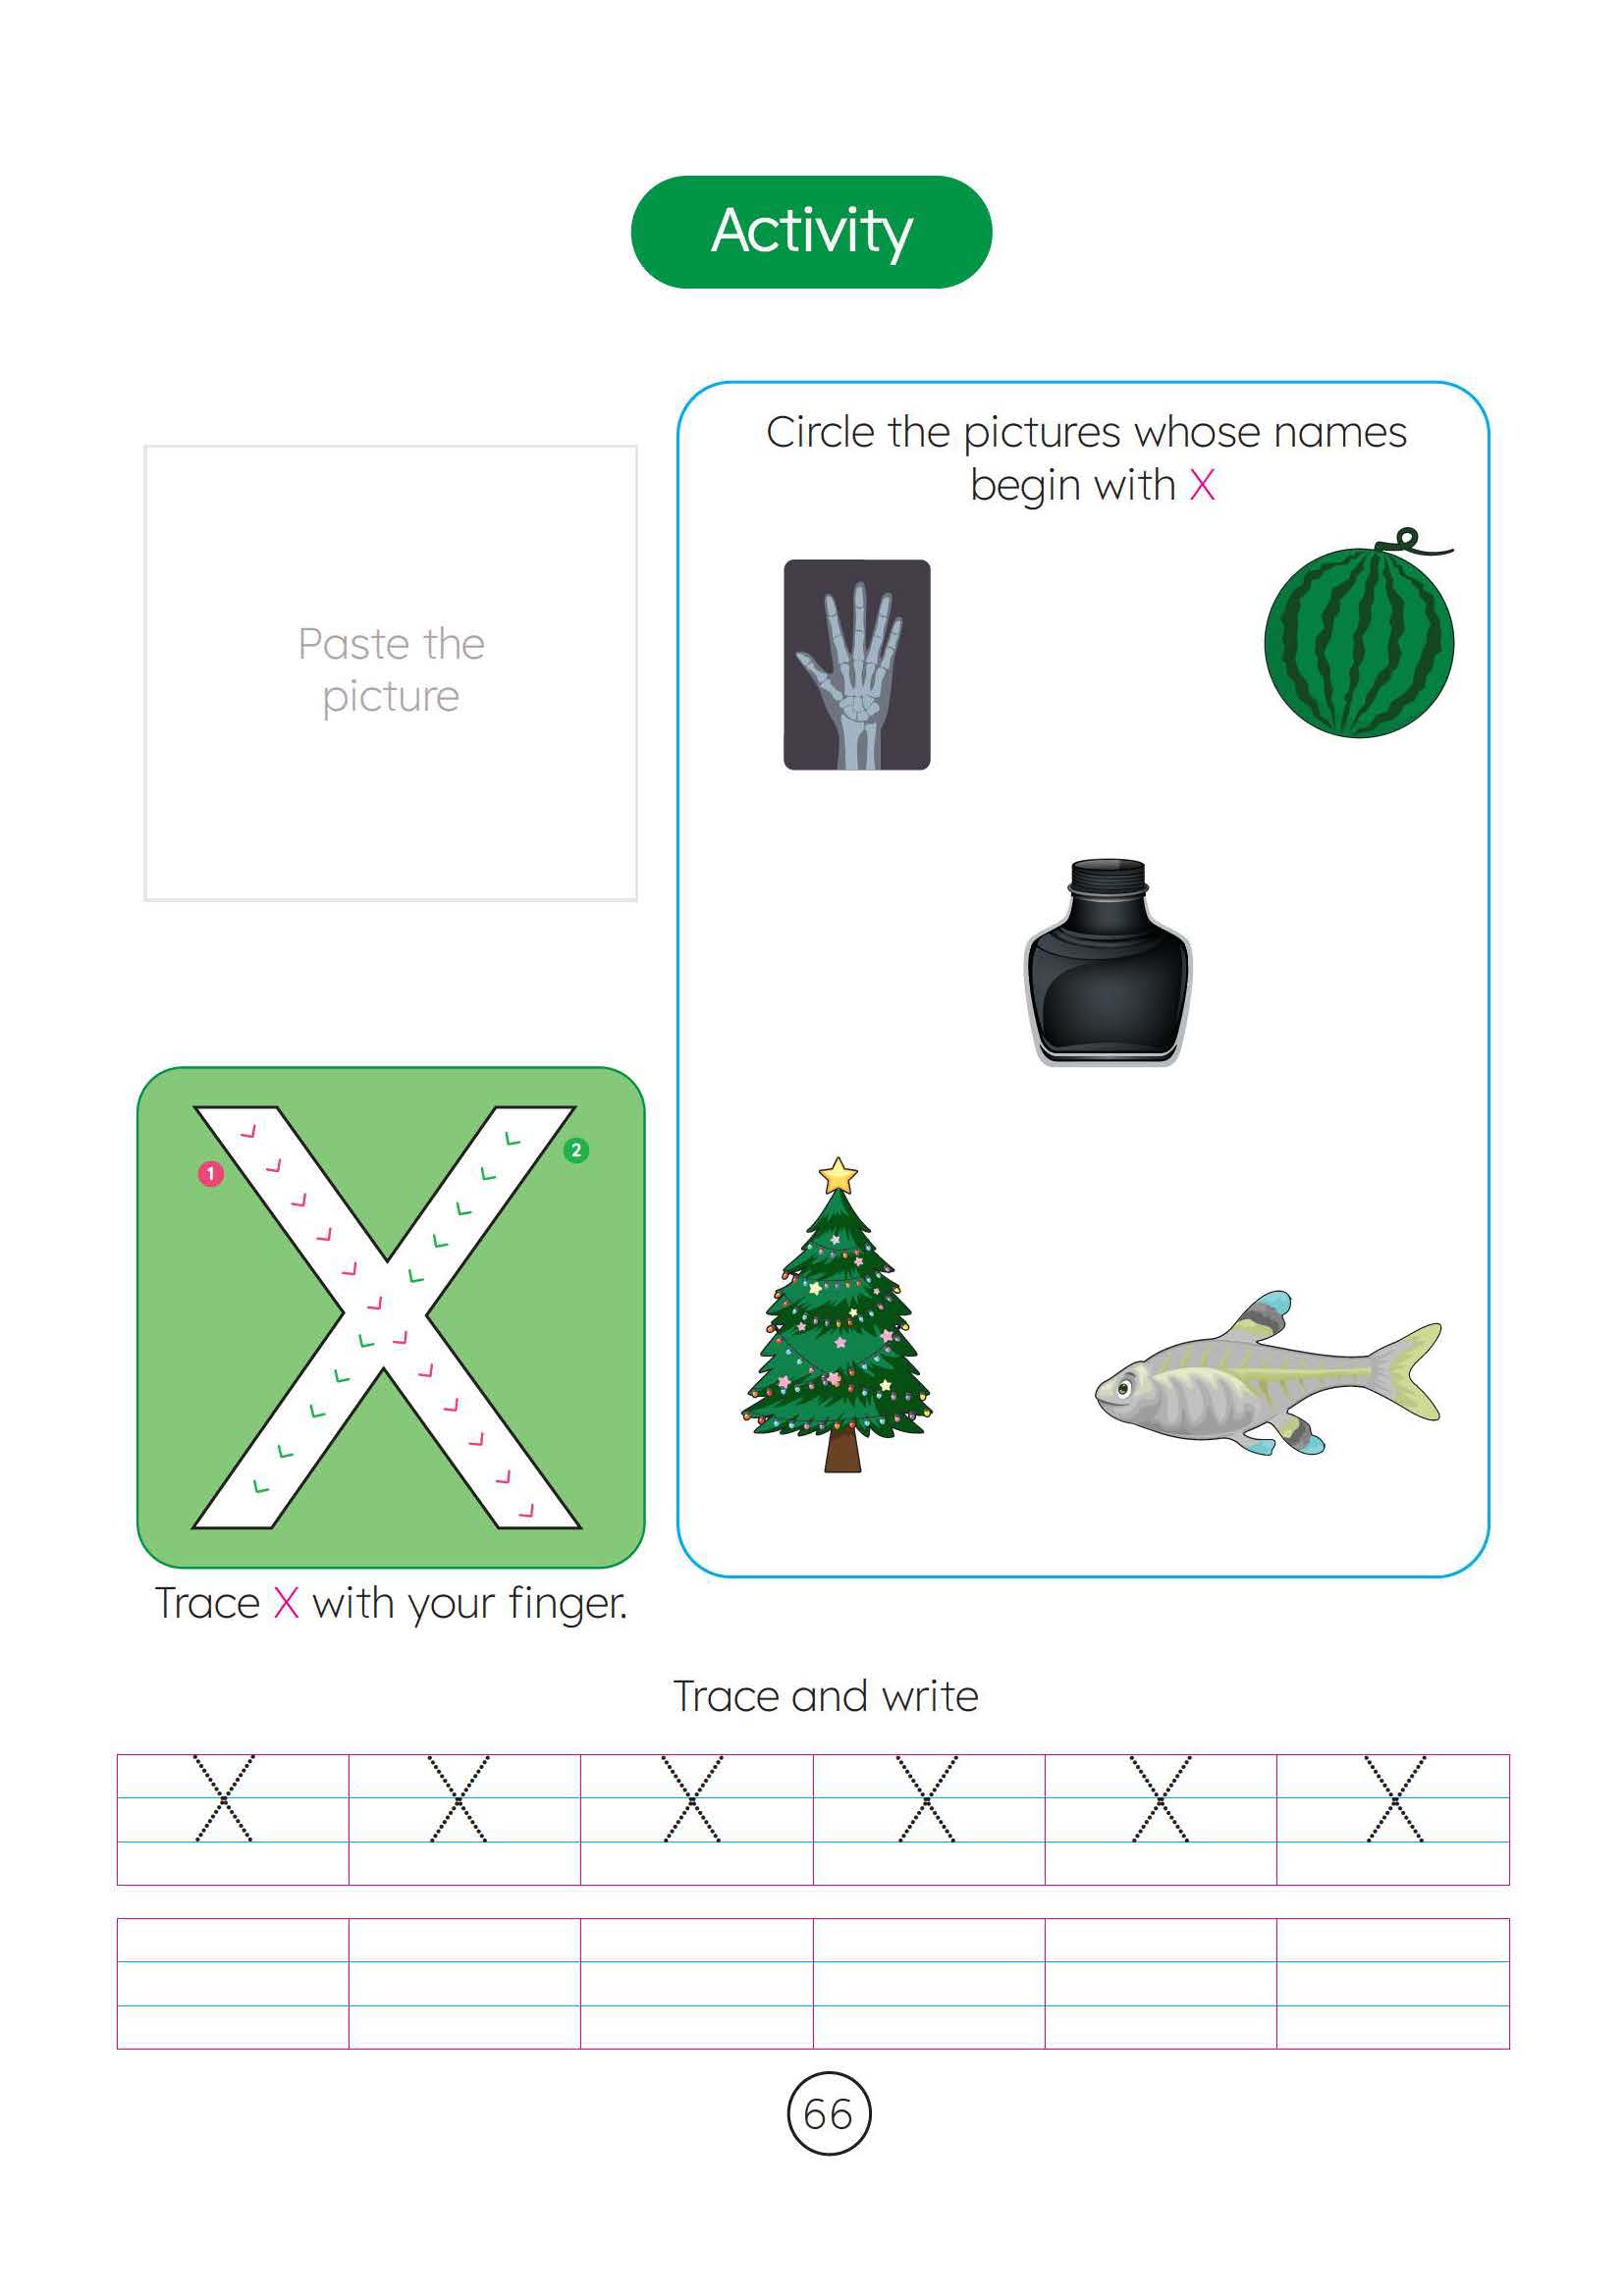 Activity
Circle the pictures whose names
begin with X
Paste the
picture
1
2
Trace X with your finger.
Trace and write
X X X X X X
66